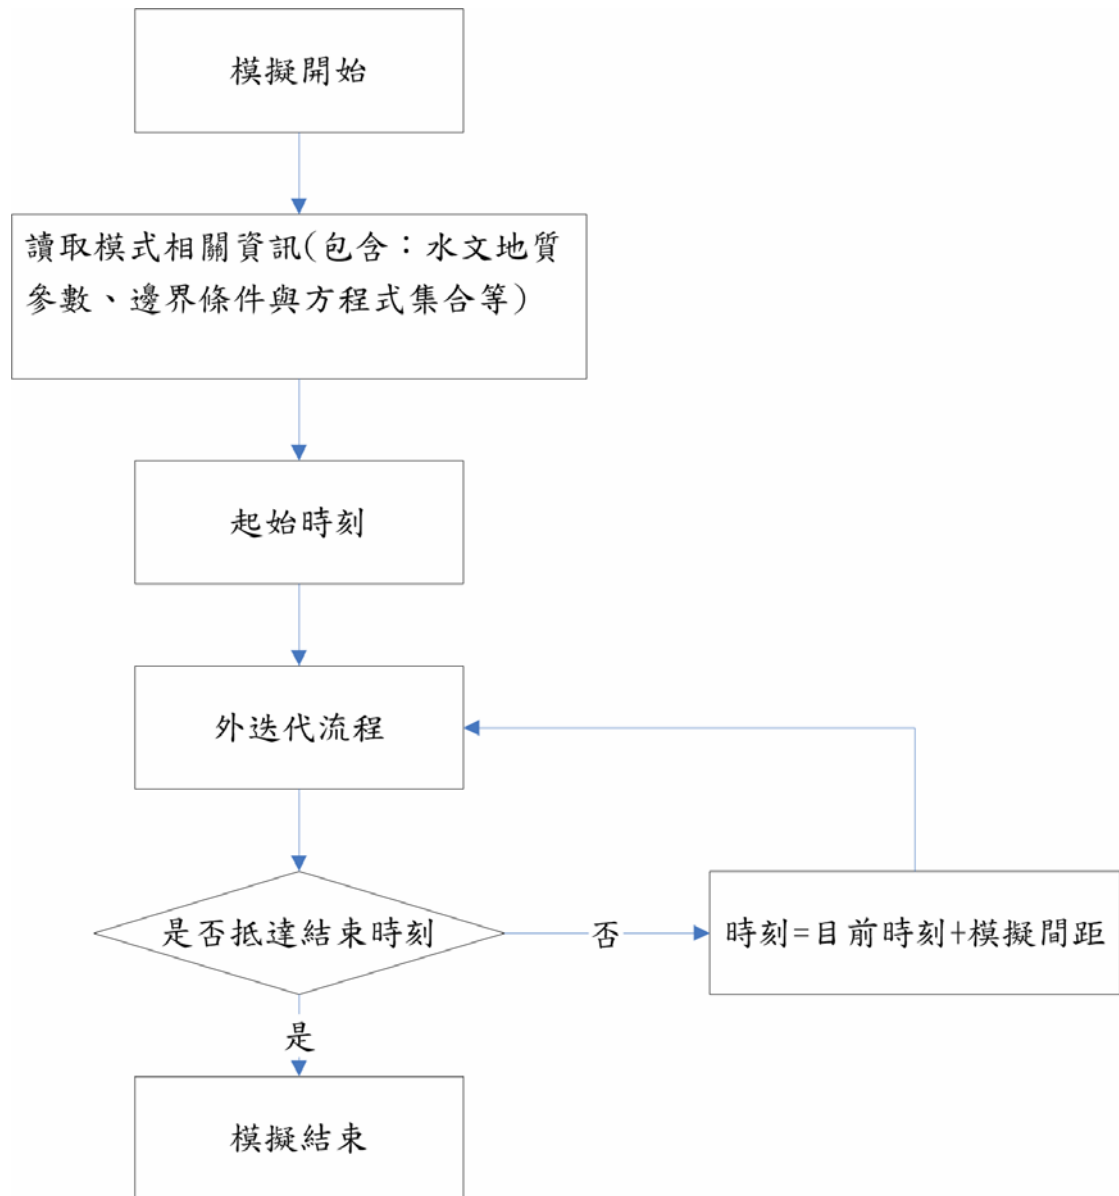 模擬開始
讀取模式相關資訊(包含：水文地質
參數、邊界條件與方程式集合等)
起始時刻
外迭代流程
是否抵達結束時刻
否
時刻=目前時刻+模擬間距
是
模擬結束